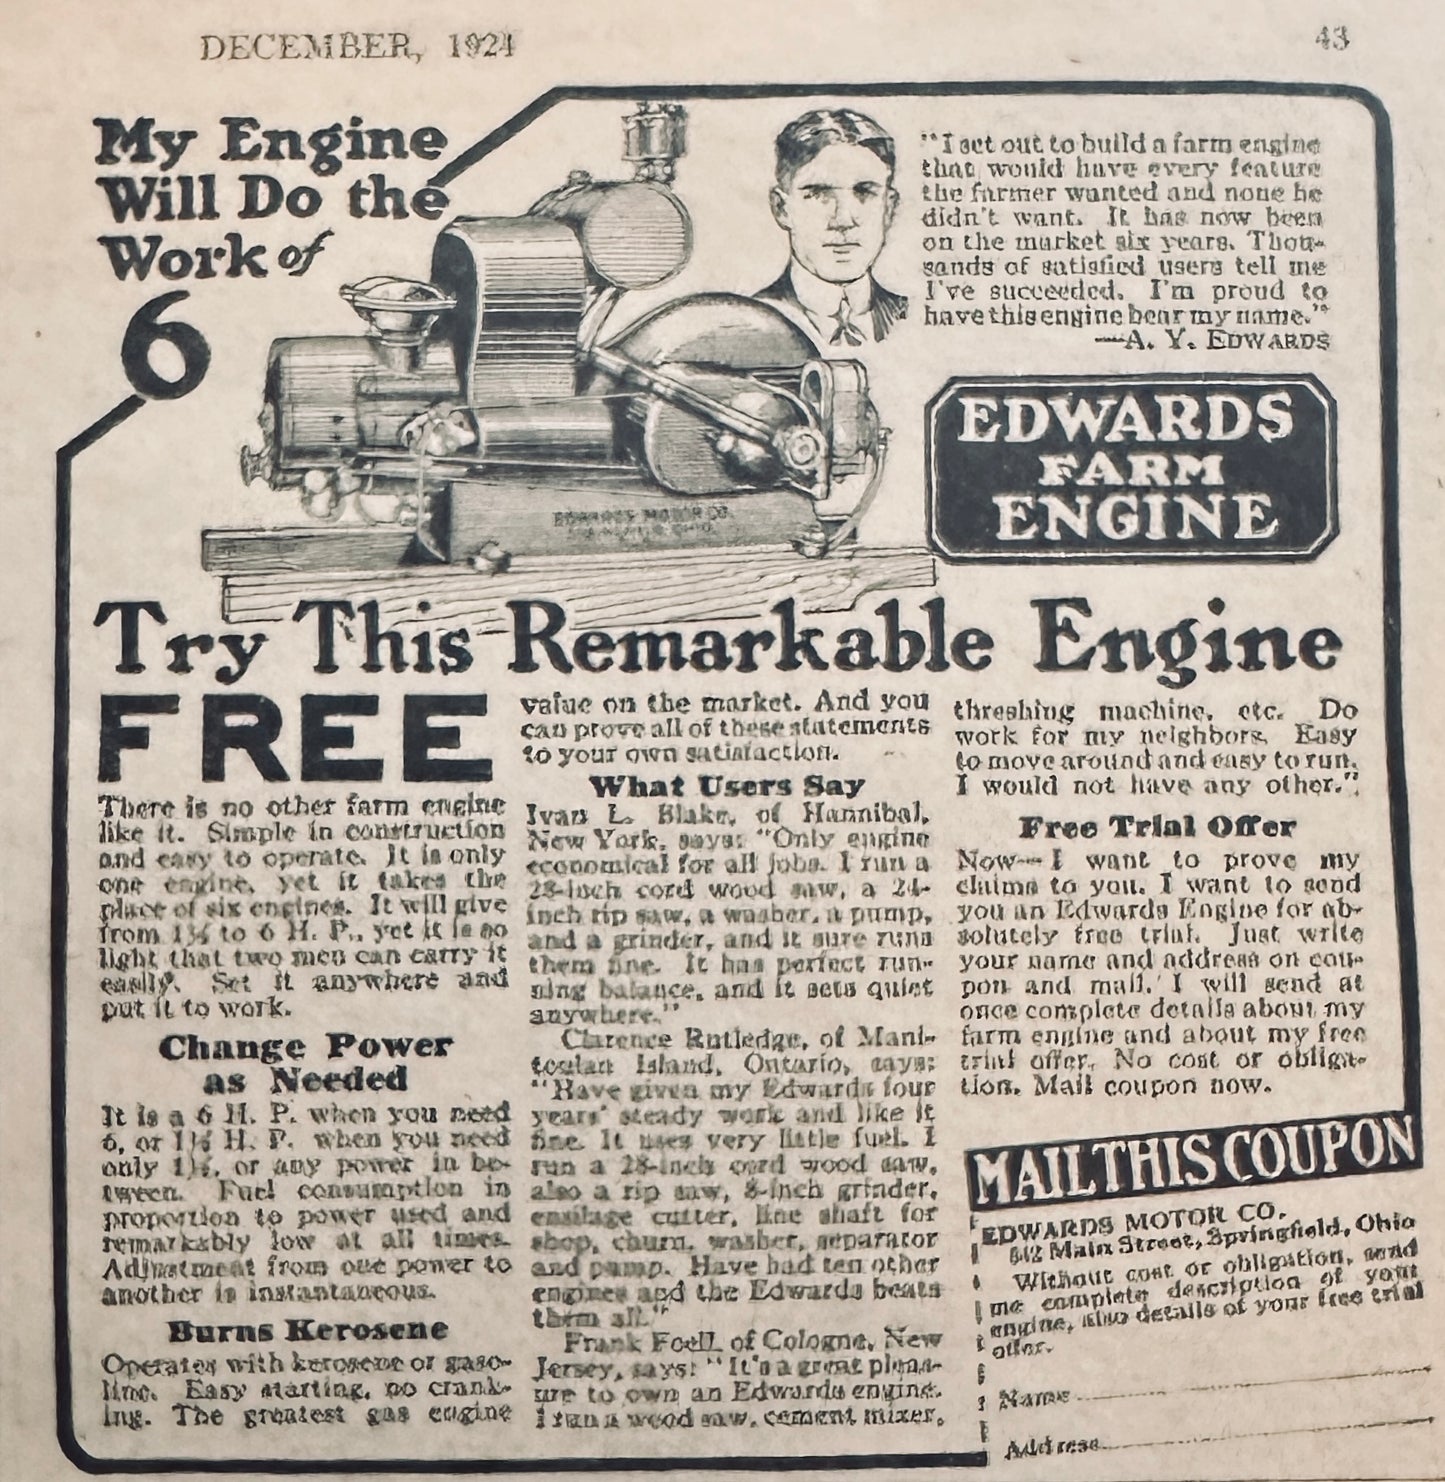 DECEMBER, 1924
43
My Engine
Will Do the
Work of
6
"I set out to build a farm engine
that would have every feature
the farmer wanted and none he
didn't want. It has now been
on the market six years. Thou-
sands of satisfied users tell me
I've succeeded. I'm proud to
have this engine bear my name."
—A. Y. EDWARDS
EDWARDS
FARM
ENGINE
EDWARDS MOTOR CO.
Try This Remarkable Engine
FREE
There is no other farm engine
like it. Simple in construction
and easy to operate. It is only
one engine, yet it takes the
place of six engines. It will give
from 1½ to 6 H. P., yet it is so
light that two men can carry it
easily. Set it anywhere and
put it to work.
Change Power
as Needed
It is a 6 H. P. when you need
6, or 1½ H. P. when you need
only 1½, or any power in be-
tween. Fuel consumption in
proportion to power used and
remarkably low at all times.
Adjustment from one power to
another is instantaneous.
Burns Kerosene
Operates with kerosene or gaso-
line. Easy starting, no crank-
ing. The greatest gas engine
value on the market. And you
can prove all of these statements
to your own satisfaction.
What Users Say
Ivan L. Blake, of Hannibal,
New York, says: "Only engine
economical for all jobs. I run a
28-inch cord wood saw, a 24-
inch rip saw, a washer, a pump,
and a grinder, and it sure runs
them fine. It has perfect run-
ning balance, and it sets quiet
anywhere."
Clarence Rutledge, of Mani-
toulan Island, Ontario, says:
"Have given my Edwards four
years' steady work and like it
fine. It uses very little fuel. I
run a 28-inch cord wood saw,
also a rip saw, 8-inch grinder,
ensilage cutter, line shaft for
shop, churn, washer, separator
and pump. Have had ten other
engines and the Edwards beats
them all."
Frank Foell, of Cologne, New
Jersey, says: "It's a great pleas-
ure to own an Edwards engine.
I run a wood saw, cement mixer,
threshing machine, etc. Do
work for my neighbors. Easy
to move around and easy to run.
I would not have any other."
Free Trial Offer
Now—I want to prove my
claims to you. I want to send
you an Edwards Engine for ab-
solutely free trial. Just write
your name and address on cou-
pon and mail. I will send at
once complete details about my
farm engine and about my free
trial offer. No cost or obliga-
tion. Mail coupon now.
MAIL THIS COUPON
EDWARDS MOTOR CO.
Main Street, Springfield, Ohio
Without cost or obligation, send
me complete description of your
engine, also details of your free trial
offer.
Name
Address